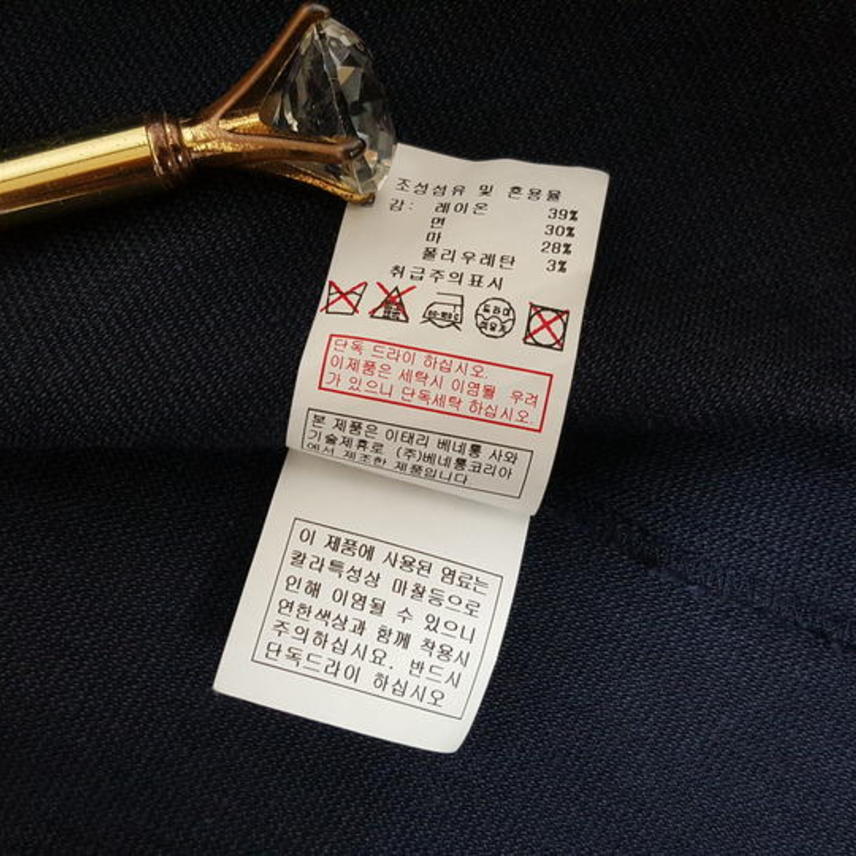 조성섬유 및 혼용율
감: 레이온 39%
면 30%
마 28%
폴리우레탄 3%
취급주의표시
드라이
단독 드라이 하십시오.
이제품은 세탁시 이염될 우려
가 있으니 단독세탁 하십시오.
본 제품은 이태리 베네통 사와
기술제휴로 (주)베네통코리아
에서 제조한 제품입니다
이 제품에 사용된 염료는
칼라특성상 마찰등으로
인해 이염될 수 있으니
연한색상과 함께 착용시
주의하십시요. 반드시
단독드라이 하십시오